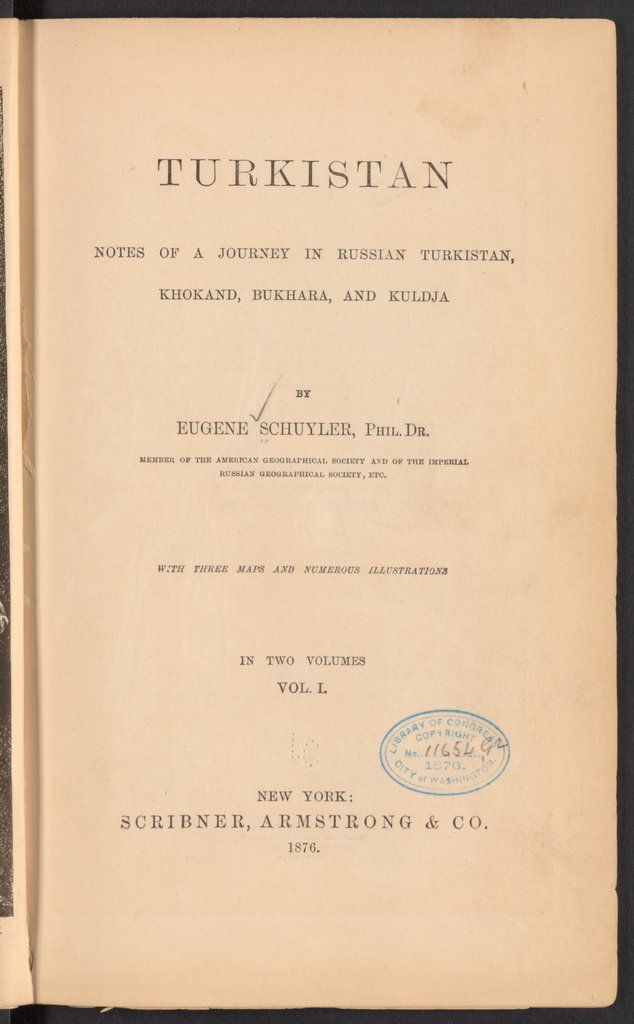 TURKISTAN
NOTES OF A JOURNEY IN RUSSIAN TURKISTAN,
KHOKAND, BUKHARA, AND KULDJA
BY
EUGENE SCHUYLER, PHIL. DR.
MEMBER OF THE AMERICAN GEOGRAPHICAL SOCIETY AND OF THE IMPERIAL
RUSSIAN GEOGRAPHICAL SOCIETY, ETC.
WITH THREE MAPS AND NUMEROUS ILLUSTRATIONS
IN TWO VOLUMES
VOL. I.
LIBRARY OF CONGRESS
COPYRIGHT
No. 11654
1876.
CITY of WASHINGTON.
NEW YORK:
SCRIBNER, ARMSTRONG & CO.
1876.